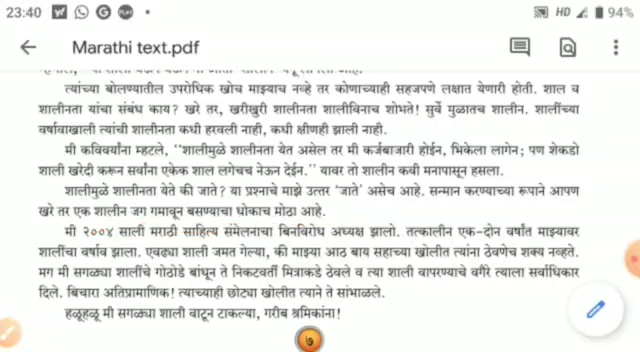 23:40
HD
94%
Marathi text.pdf
त्यांच्या बोलण्यातील उपरोधिक खोच माझ्याच नव्हे तर कोणाच्याही सहजपणे लक्षात येणारी होती. शाल व
शालीनता यांचा संबंध काय? खरे तर, खरीखुरी शालीनता शालीविनाच शोभते! सुर्वे मुळातच शालीन. शालींच्या
वर्षावाखाली त्यांची शालीनता कधी हरवली नाही, कधी क्षीणही झाली नाही.
मी कविवर्यांना म्हटले, ‘‘शालीमुळे शालीनता येत असेल तर मी कर्जबाजारी होईन, भिकेला लागेन; पण शेकडो
शाली खरेदी करून सर्वांना एकेक शाल लगेचच नेऊन देईन.’’ यावर तो शालीन कवी मनापासून हसला.
शालीमुळे शालीनता येते की जाते? या प्रश्नाचे माझे उत्तर ‘जाते’ असेच आहे. सन्मान करण्याच्या रूपाने आपण
खरे तर एक शालीन जग गमावून बसण्याचा धोकाच मोठा आहे.
मी २००४ साली मराठी साहित्य संमेलनाचा बिनविरोध अध्यक्ष झालो. तत्कालीन एक-दोन वर्षांत माझ्यावर
शालींचा वर्षाव झाला. एवढ्या शाली जमत गेल्या, की माझ्या आठ बाय सहाच्या खोलीत त्यांना ठेवणेच शक्य नव्हते.
मग मी सगळ्या शालींचे गाठोडे बांधून ते निकटवर्ती मित्राकडे ठेवले व त्या शाली वापरण्याचे वगैरे त्याला सर्वाधिकार
दिले. बिचारा अतिप्रामाणिक! त्याच्याही छोट्या खोलीत त्याने ते सांभाळले.
हळूहळू मी सगळ्या शाली वाटून टाकल्या, गरीब श्रमिकांना!
७